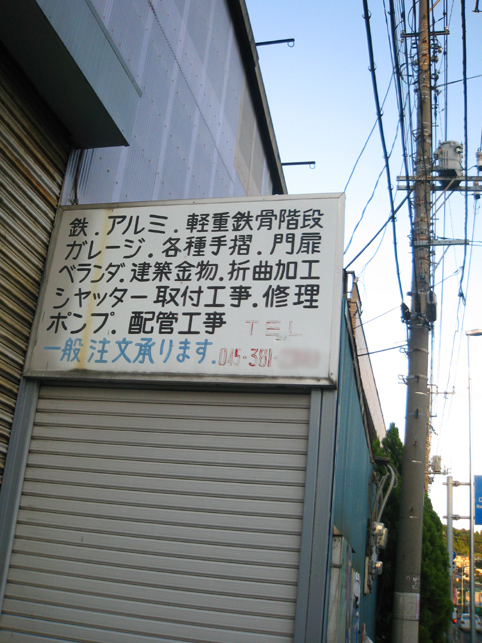 鉄.アルミ.軽重鉄骨階段
ガレージ.各種手摺.門扉
ベランダ.建築金物.折曲加工
シャッター取付工事.修理
ポンプ.配管工事 TEL
一般注文承ります.045-381-